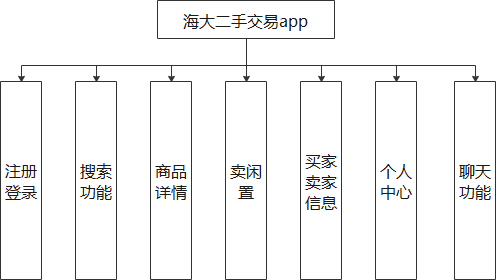 海大二手交易app
注册
登录
搜索
功能
商品
详情
卖闲
置
买家
卖家
信息
个人
中心
聊天
功能